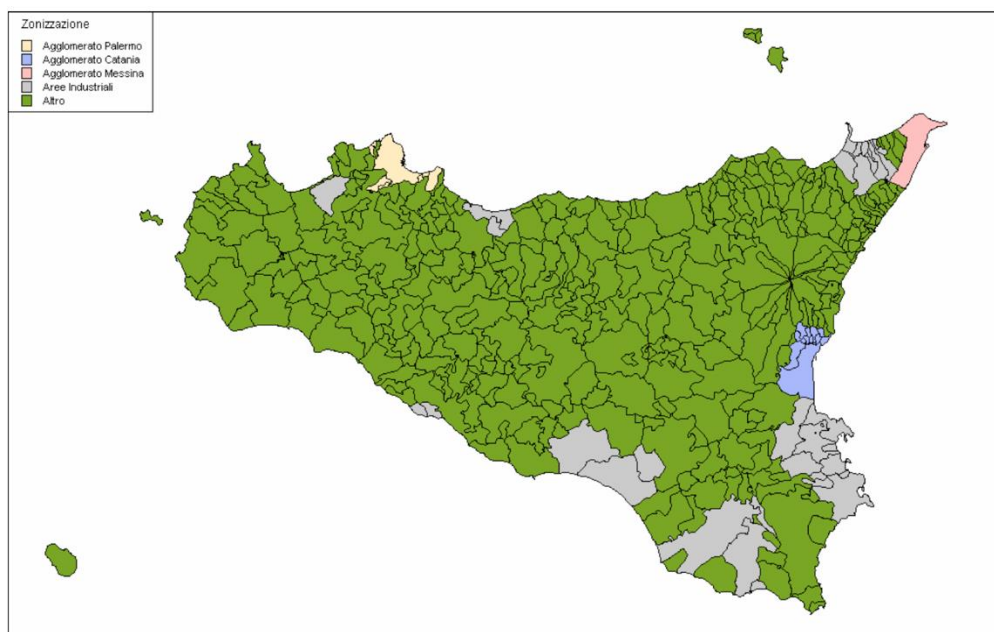 Zonizzazione
Agglomerato Palermo
Agglomerato Catania
Agglomerato Messina
Aree Industriali
Altro